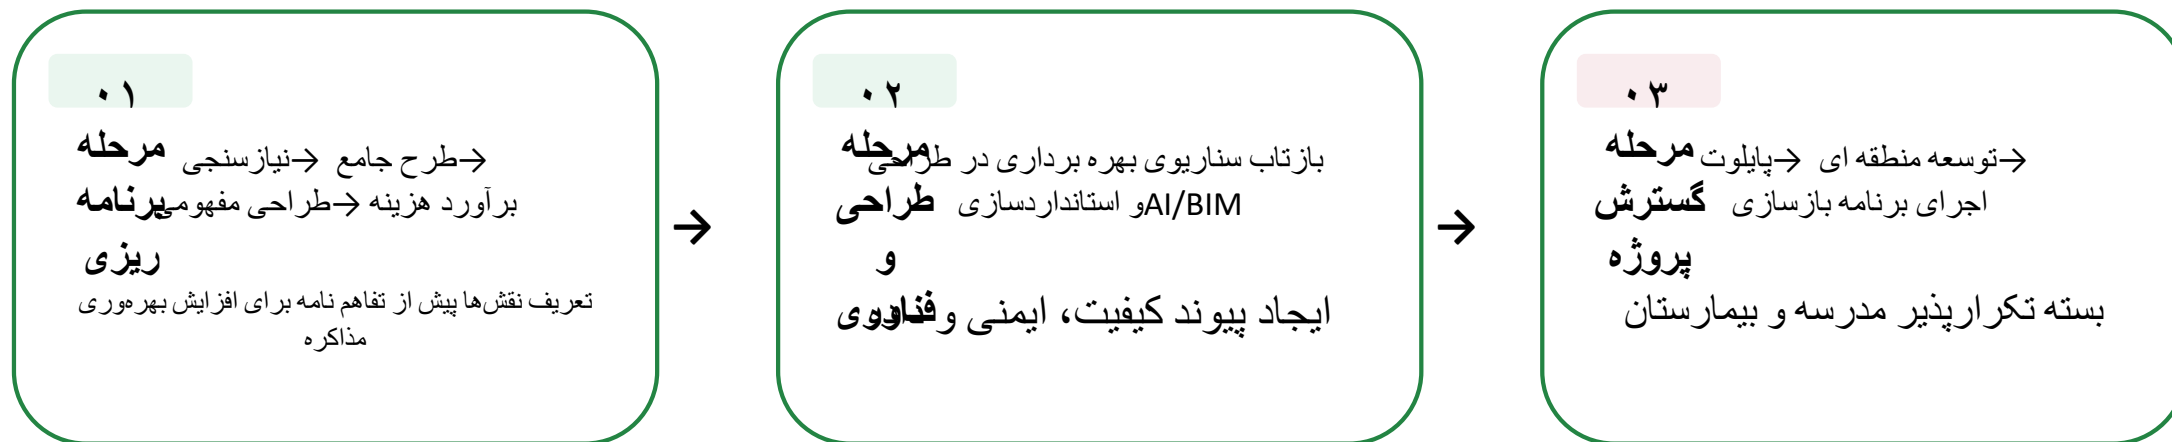 ۰۱
مرحله
برنامه
ریزی
نیازسنجی → طرح جامع →
طراحی مفهومی → برآورد هزینه
تعریف نقش‌ها پیش از تفاهم نامه برای افزایش بهره‌وری
مذاکره
→
۰۲
مرحله
طراحی
و
فناوری
بازتاب سناریوی بهره برداری در طراحی
و استانداردسازی AI/BIM
ایجاد پیوند کیفیت، ایمنی و
→
۰۳
مرحله
گسترش
پروژه
پایلوت → توسعه منطقه ای →
اجرای برنامه بازسازی
بسته تکرارپذیر مدرسه و بیمارستان